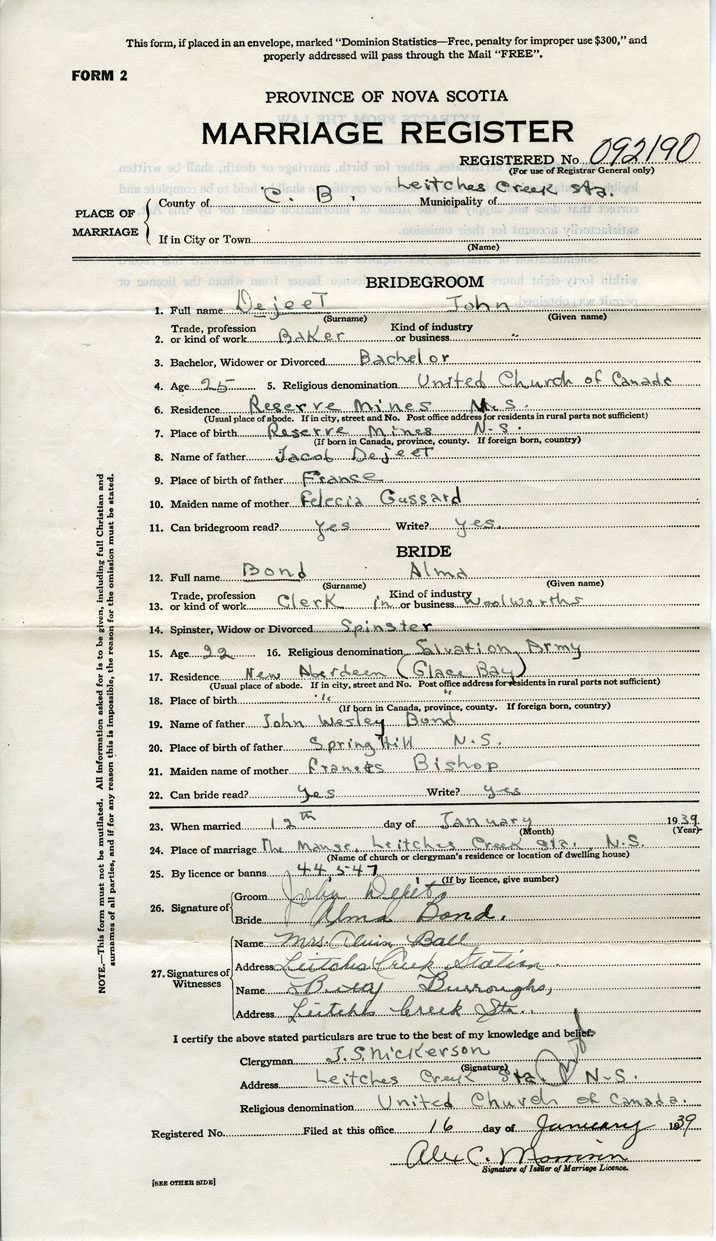 This form, if placed in an envelope, marked "Dominion Statistics—Free, penalty for improper use $300," and
properly addressed will pass through the Mail "FREE".
FORM 2
PROVINCE OF NOVA SCOTIA
MARRIAGE REGISTER
REGISTERED No. 092190
(For use of Registrar General only)
PLACE OF MARRIAGE
County of C. B. Municipality of Leitches Creek Sta.
If in City or Town
(Name)
BRIDEGROOM
1. Full name Dejeet John
(Surname) (Given name)
2. Trade, profession or kind of work Baker Kind of industry or business "
3. Bachelor, Widower or Divorced Bachelor
4. Age 25 5. Religious denomination United Church of Canada
6. Residence Reserve Mines N.S.
(Usual place of abode. If in city, street and No. Post office address for residents in rural parts not sufficient)
7. Place of birth Reserve Mines N.S.
(If born in Canada, province, county. If foreign born, country)
8. Name of father Jacob Dejeet
9. Place of birth of father France
10. Maiden name of mother Felecia Gussard
11. Can bridegroom read? Yes Write? yes.
BRIDE
12. Full name Bond Alma
(Surname) (Given name)
13. Trade, profession or kind of work Clerk in Kind of industry or business Woolworths
14. Spinster, Widow or Divorced Spinster
15. Age 22 16. Religious denomination Salvation Army
17. Residence New Aberdeen (Glace Bay)
(Usual place of abode. If in city, street and No. Post office address for residents in rural parts not sufficient)
18. Place of birth " "
(If born in Canada, province, county. If foreign born, country)
19. Name of father John Wesley Bond
20. Place of birth of father Spring Hill N.S.
21. Maiden name of mother Frances Bishop
22. Can bride read? Yes Write? yes
23. When married 12th day of January 1939
(Month) (Year)
24. Place of marriage The Manse, Leitches Creek Sta., N.S.
(Name of church or clergyman's residence or location of dwelling house)
25. By licence or banns 44,547
(If by licence, give number)
26. Signature of
Groom John Dejeet
Bride Alma Bond.
27. Signatures of Witnesses
Name Mrs. Alvin Ball
Address Leitchs Creek Station
Name Burroughs,
Address Leitchs Creek Sta.
I certify the above stated particulars are true to the best of my knowledge and belief.
Clergyman J.S. Nickerson
(Signature)
Address Leitches Creek Sta. N.S.
Religious denomination United Church of Canada.
Registered No. Filed at this office 16 day of January 1939
Alex C. Morrison
Signature of Issuer of Marriage Licence.
[SEE OTHER SIDE]
NOTE.—This form must not be mutilated. All information asked for is to be given, including full Christian and
surnames of all parties, and if for any reason this is impossible, the reason for the omission must be stated.